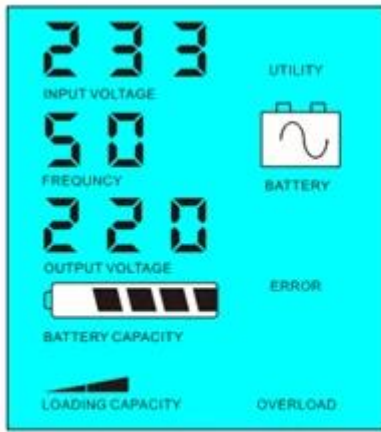 233
UTILITY
INPUT VOLTAGE
50
FREQUNCY
BATTERY
220
OUTPUT VOLTAGE
ERROR
BATTERY CAPACITY
LOADING CAPACITY
OVERLOAD